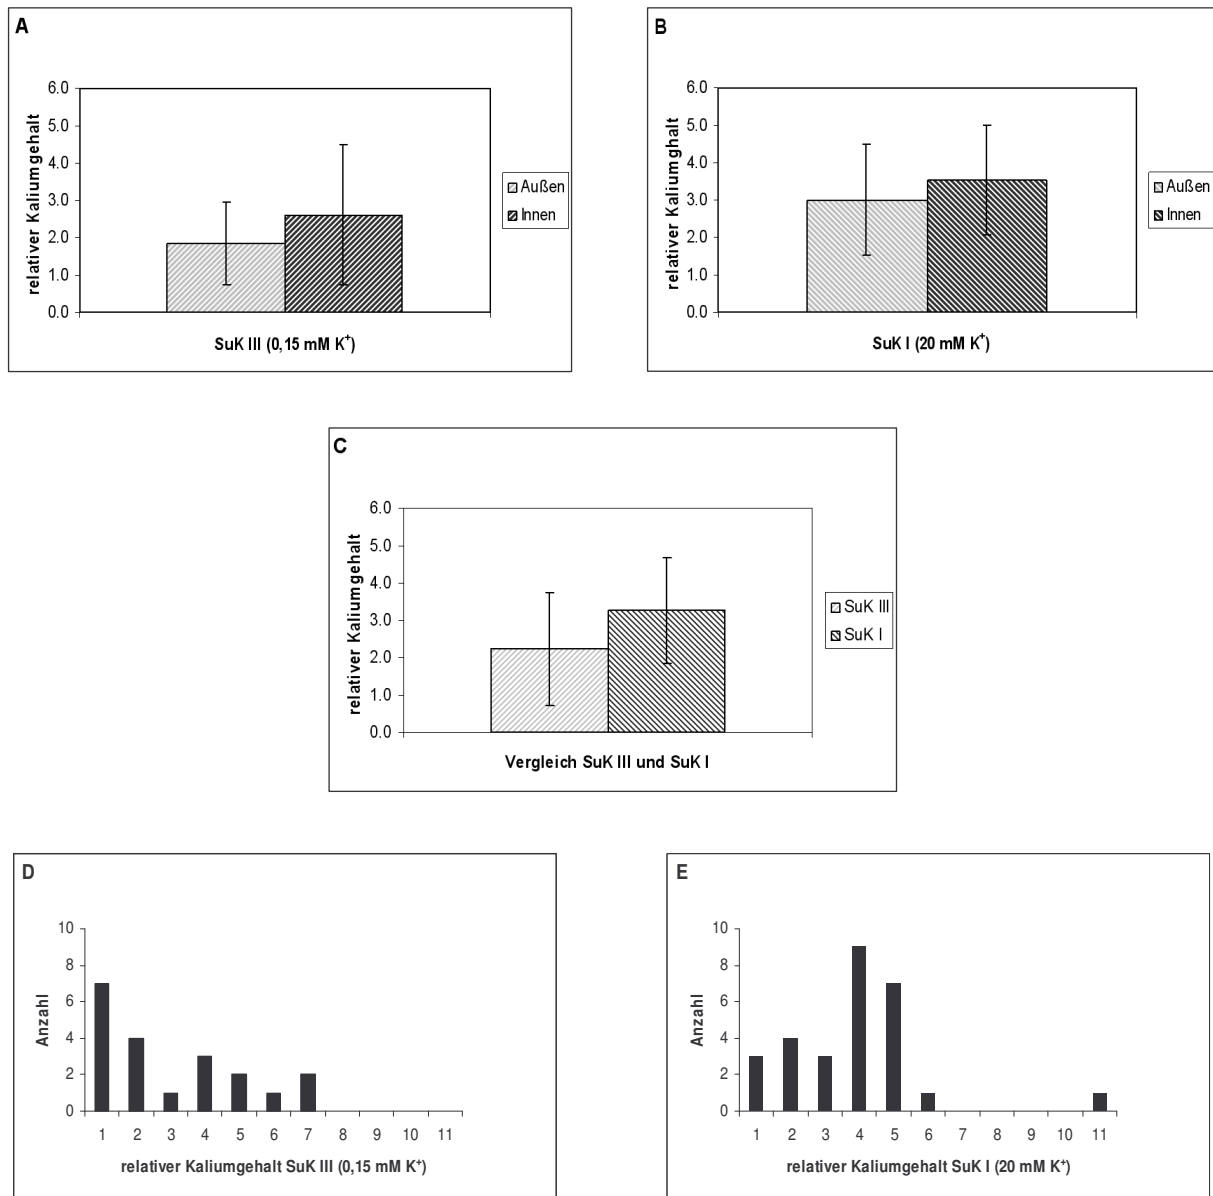 A
6.0
5.0
4.0
3.0
2.0
1.0
0.0
relativer Kaliumgehalt
SuK III (0,15 mM K⁺)
Außen
Innen
B
6.0
5.0
4.0
3.0
2.0
1.0
0.0
relativer Kaliumghalt
SuK I (20 mM K⁺)
Außen
Innen
C
6.0
5.0
4.0
3.0
2.0
1.0
0.0
relativer Kaliumgehalt
Vergleich SuK III und SuK I
SuK III
SuK I
D
10
8
6
4
2
0
Anzahl
1 2 3 4 5 6 7 8 9 10 11
relativer Kaliumgehalt SuK III (0,15 mM K⁺)
E
10
8
6
4
2
0
Anzahl
1 2 3 4 5 6 7 8 9 10 11
relativer Kaliumgehalt SuK I (20 mM K⁺)